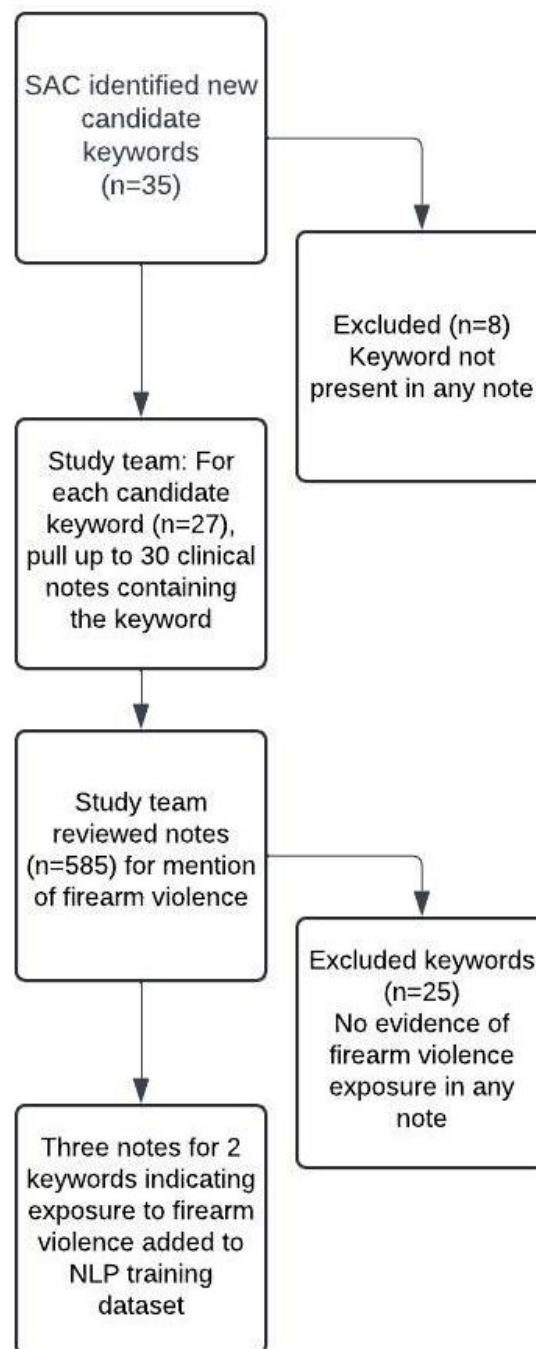 SAC identified new
candidate
keywords
(n=35)
Excluded (n=8)
Keyword not
present in any note
Study team: For
each candidate
keyword (n=27),
pull up to 30 clinical
notes containing
the keyword
Study team
reviewed notes
(n=585) for mention
of firearm violence
Excluded keywords
(n=25)
No evidence of
firearm violence
exposure in any
note
Three notes for 2
keywords indicating
exposure to firearm
violence added to
NLP training
dataset